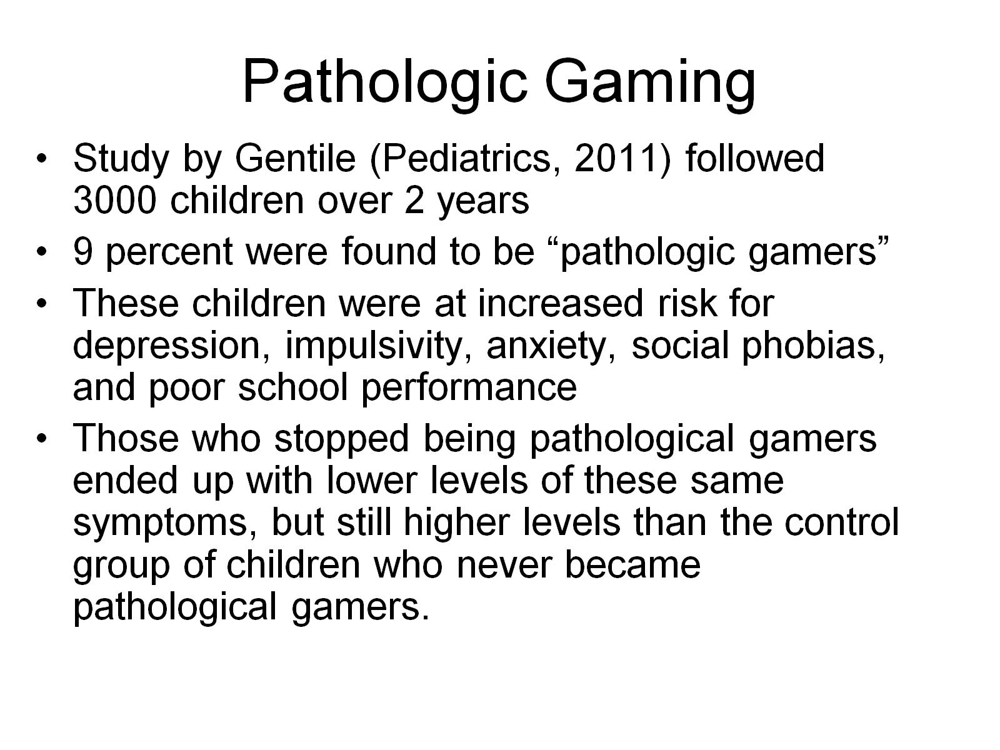 Pathologic Gaming
• Study by Gentile (Pediatrics, 2011) followed
3000 children over 2 years
• 9 percent were found to be “pathologic gamers”
• These children were at increased risk for
depression, impulsivity, anxiety, social phobias,
and poor school performance
• Those who stopped being pathological gamers
ended up with lower levels of these same
symptoms, but still higher levels than the control
group of children who never became
pathological gamers.